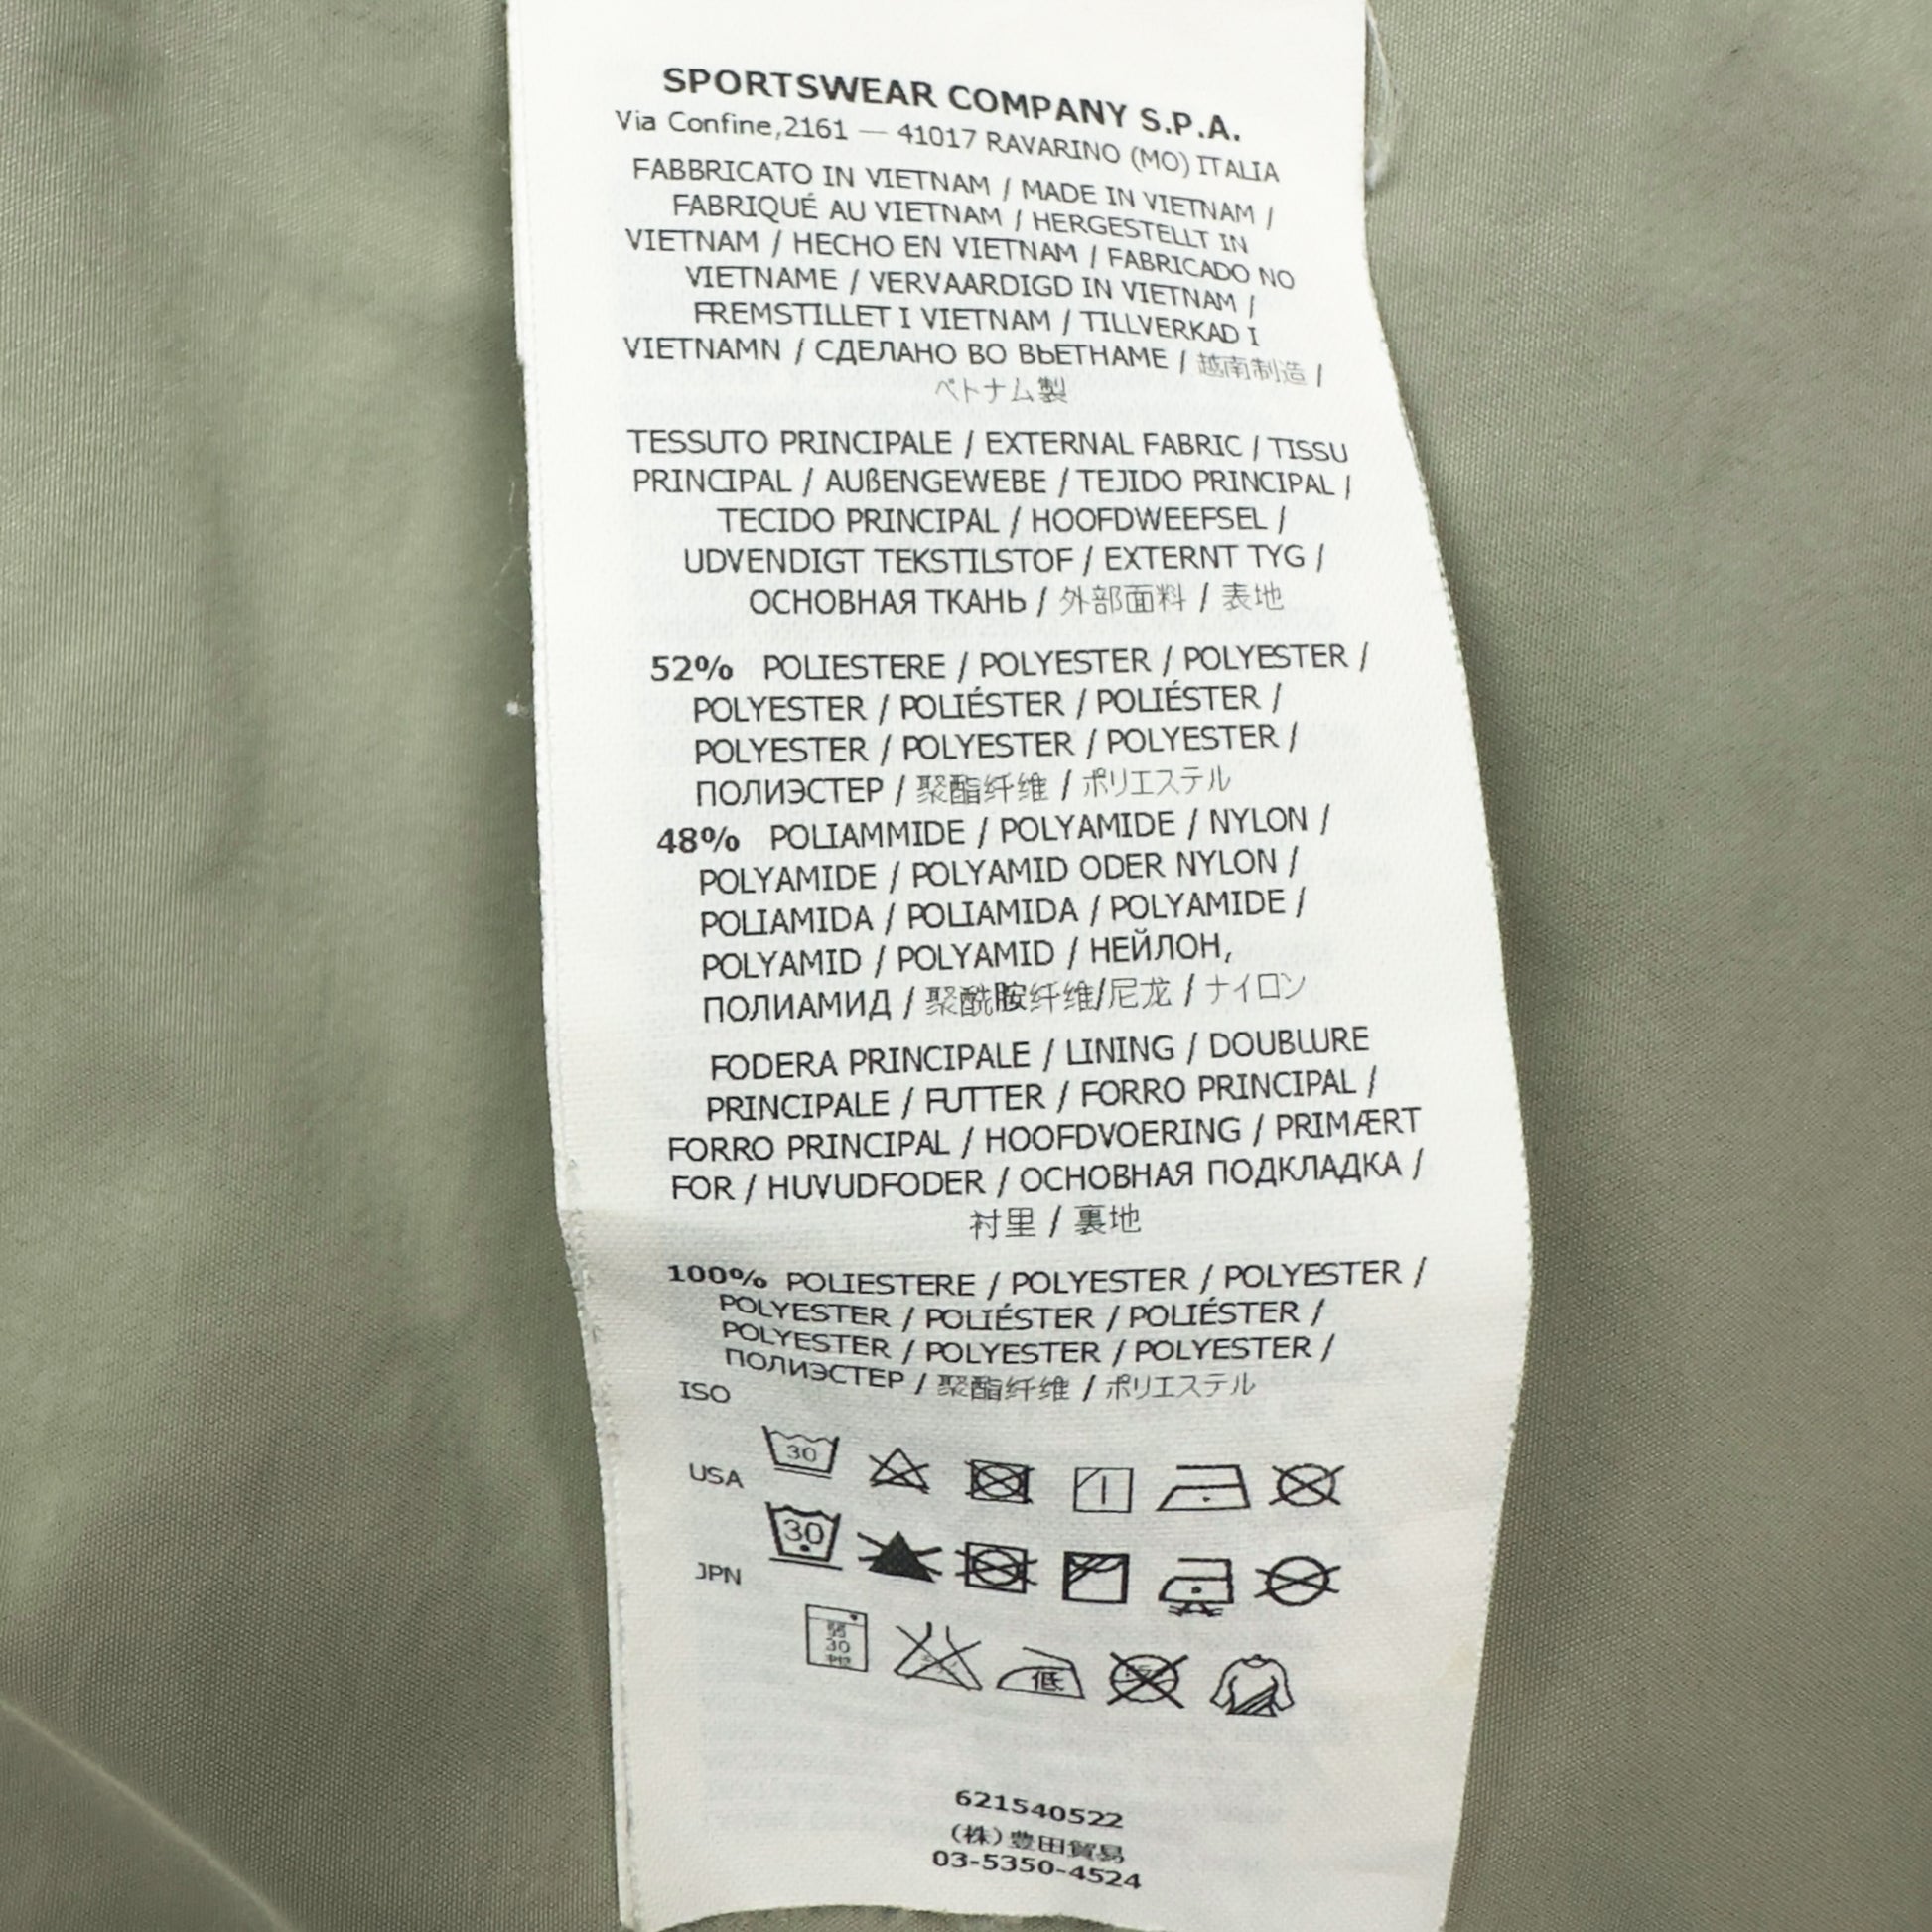 SPORTSWEAR COMPANY S.P.A.
Via Confine,2161 — 41017 RAVARINO (MO) ITALIA
FABBRICATO IN VIETNAM / MADE IN VIETNAM /
FABRIQUÉ AU VIETNAM / HERGESTELLT IN
VIETNAM / HECHO EN VIETNAM / FABRICADO NO
VIETNAME / VERVAARDIGD IN VIETNAM /
FREMSTILLET I VIETNAM / TILLVERKAD I
VIETNAMN / СДЕЛАНО ВО ВЬЕТНАМЕ / 越南制造 /
ベトナム製
TESSUTO PRINCIPALE / EXTERNAL FABRIC / TISSU
PRINCIPAL / AUßENGEWEBE / TEJIDO PRINCIPAL /
TECIDO PRINCIPAL / HOOFDWEEFSEL /
UDVENDIGT TEKSTILSTOF / EXTERNT TYG /
ОСНОВНАЯ ТКАНЬ / 外部面料 / 表地
52% POLIESTERE / POLYESTER / POLYESTER /
POLYESTER / POLIÉSTER / POLIÉSTER /
POLYESTER / POLYESTER / POLYESTER /
ПОЛИЭСТЕР / 聚酯纤维 / ポリエステル
48% POLIAMMIDE / POLYAMIDE / NYLON /
POLYAMIDE / POLYAMID ODER NYLON /
POLIAMIDA / POLIAMIDA / POLYAMIDE /
POLYAMID / POLYAMID / НЕЙЛОН,
ПОЛИАМИД / 聚酰胺纤维/尼龙 / ナイロン
FODERA PRINCIPALE / LINING / DOUBLURE
PRINCIPALE / FUTTER / FORRO PRINCIPAL /
FORRO PRINCIPAL / HOOFDVOERING / PRIMÆRT
FOR / HUVUDFODER / ОСНОВНАЯ ПОДКЛАДКА /
衬里 / 裏地
100% POLIESTERE / POLYESTER / POLYESTER /
POLYESTER / POLIÉSTER / POLIÉSTER /
POLYESTER / POLYESTER / POLYESTER /
ПОЛИЭСТЕР / 聚酯纤维 / ポリエステル
ISO
30
USA
30
JPN
弱
30
低
621540522
(株)豊田貿易
03-5350-4524